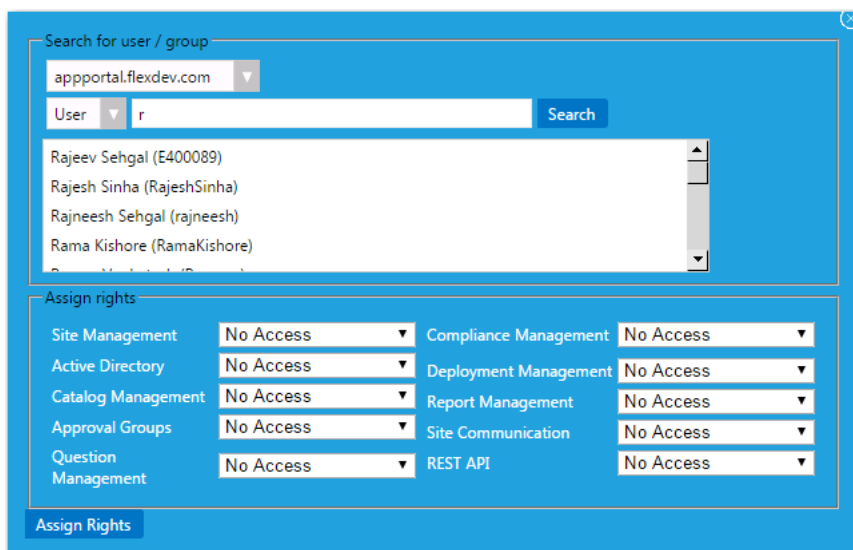 Search for user / group
appportal.flexdev.com
User r Search
Rajeev Sehgal (E400089)
Rajesh Sinha (RajeshSinha)
Rajneesh Sehgal (rajneesh)
Rama Kishore (RamaKishore)
Assign rights
Site Management No Access Compliance Management No Access
Active Directory No Access Deployment Management No Access
Catalog Management No Access Report Management No Access
Approval Groups No Access Site Communication No Access
Question
Management No Access REST API No Access
Assign Rights